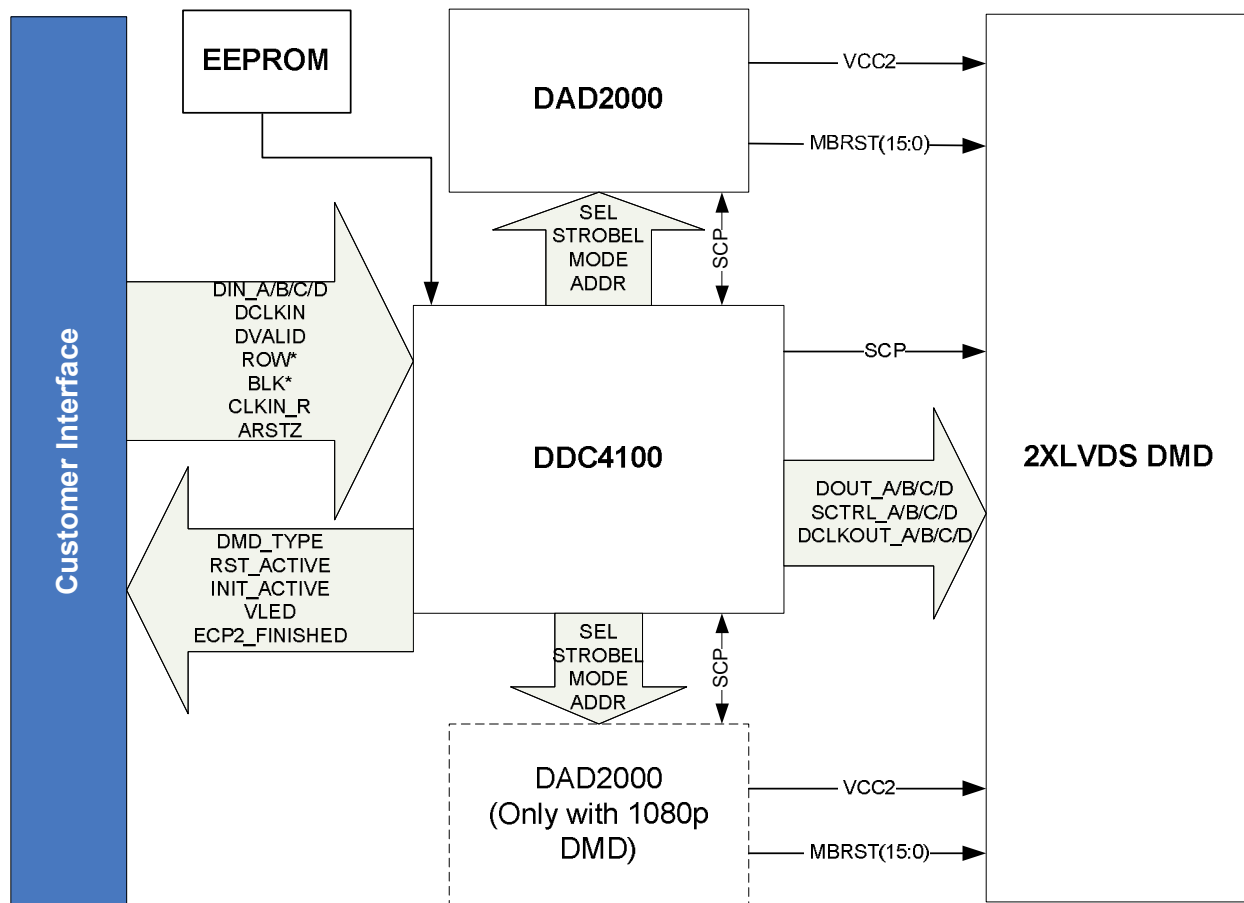 EEPROM
DAD2000
VCC2
MBRST(15:0)
SEL
STROBEL
MODE
ADDR
SCP
Customer Interface
DIN_A/B/C/D
DCLKIN
DVALID
ROW*
BLK*
CLKIN_R
ARSTZ
DDC4100
SCP
2XLVDS DMD
DOUT_A/B/C/D
SCTRL_A/B/C/D
DCLKOUT_A/B/C/D
DMD_TYPE
RST_ACTIVE
INIT_ACTIVE
VLED
ECP2_FINISHED
SEL
STROBEL
MODE
ADDR
SCP
DAD2000
(Only with 1080p
DMD)
VCC2
MBRST(15:0)